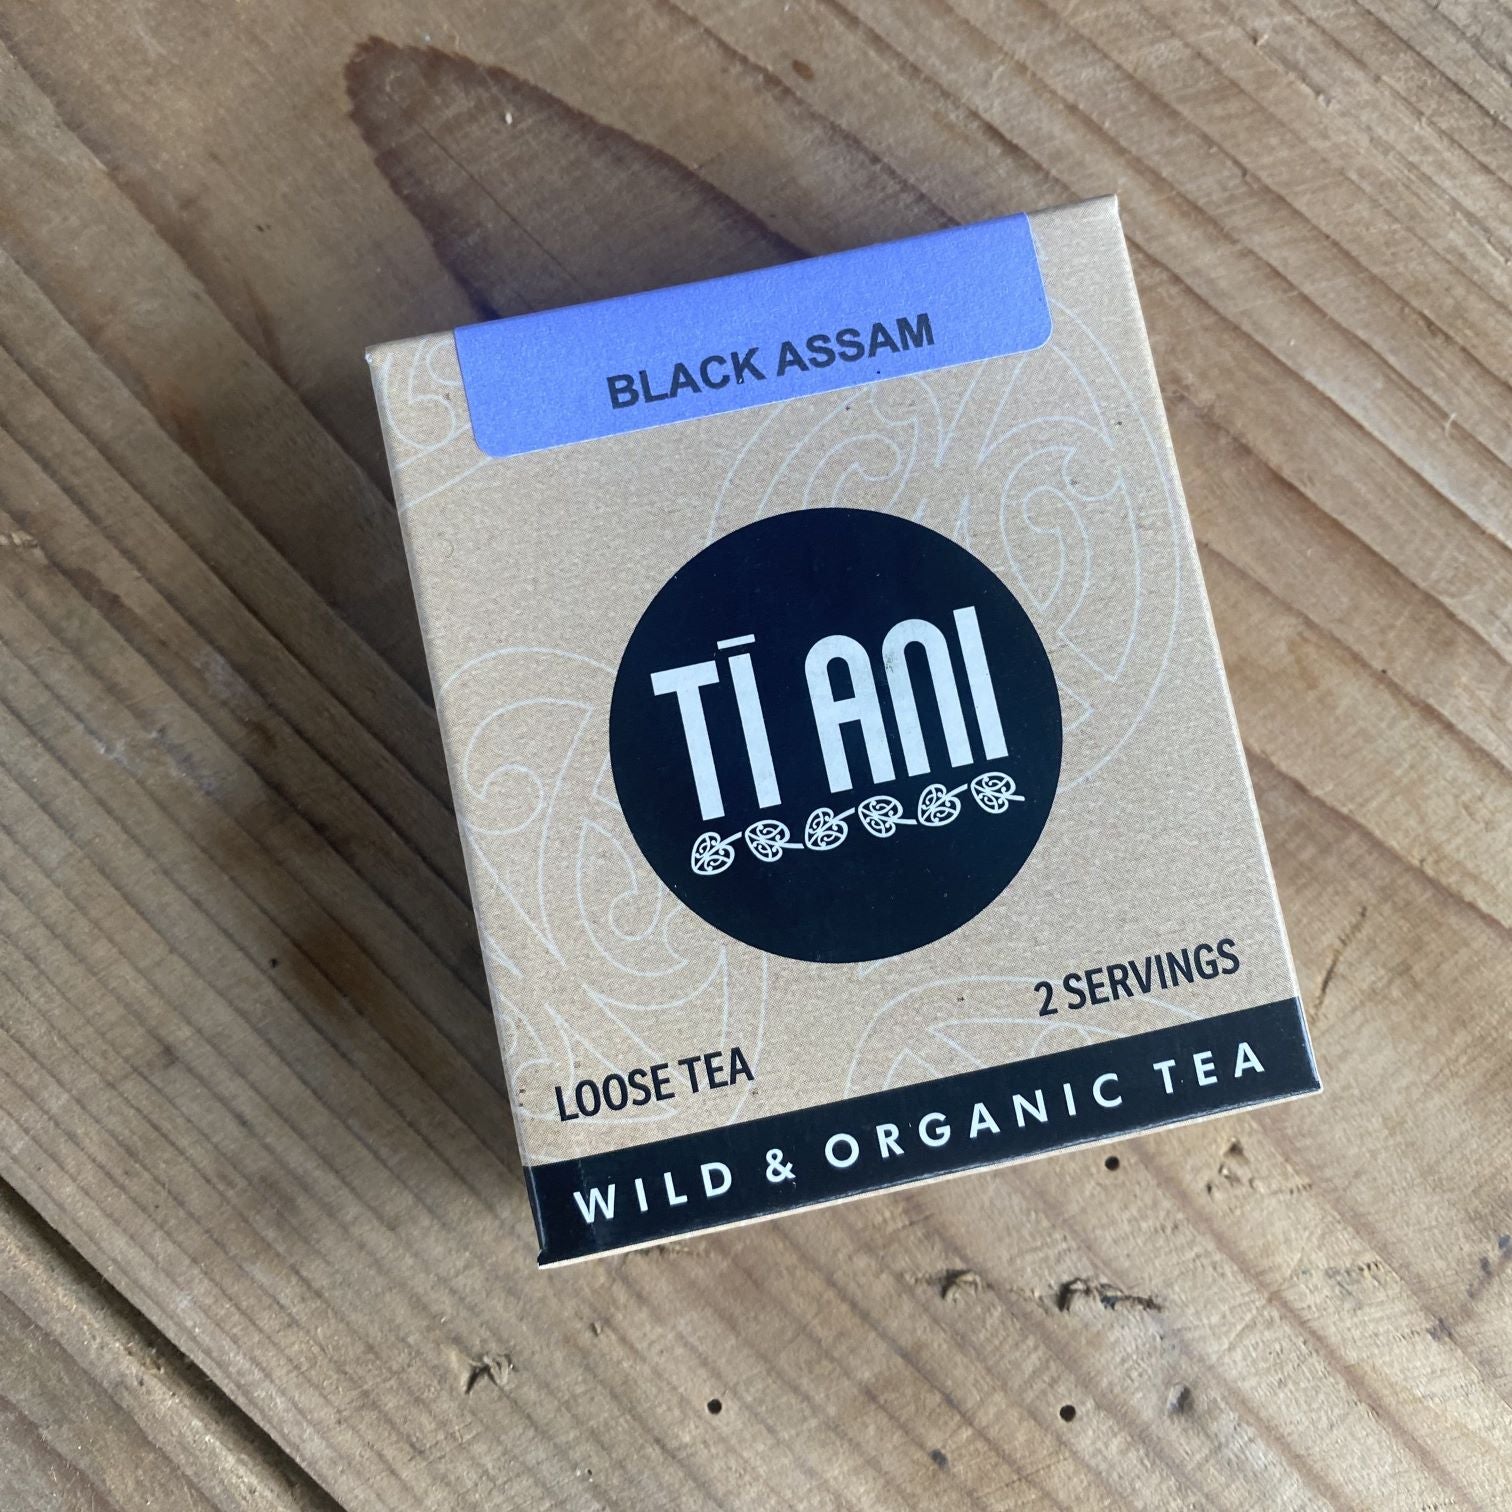 BLACK ASSAM
TĪ ANI
2 SERVINGS
LOOSE TEA
WILD & ORGANIC TEA